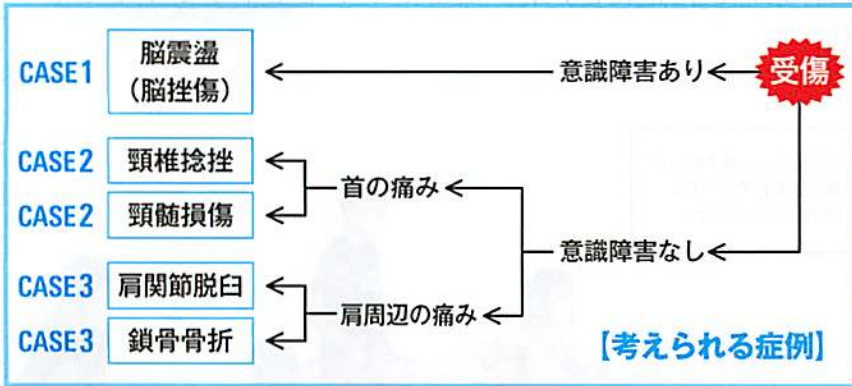 CASE1
脳震盪
（脳挫傷）
意識障害あり
受傷
CASE2
頸椎捻挫
首の痛み
CASE2
頸髄損傷
意識障害なし
CASE3
肩関節脱臼
肩周辺の痛み
CASE3
鎖骨骨折
【考えられる症例】